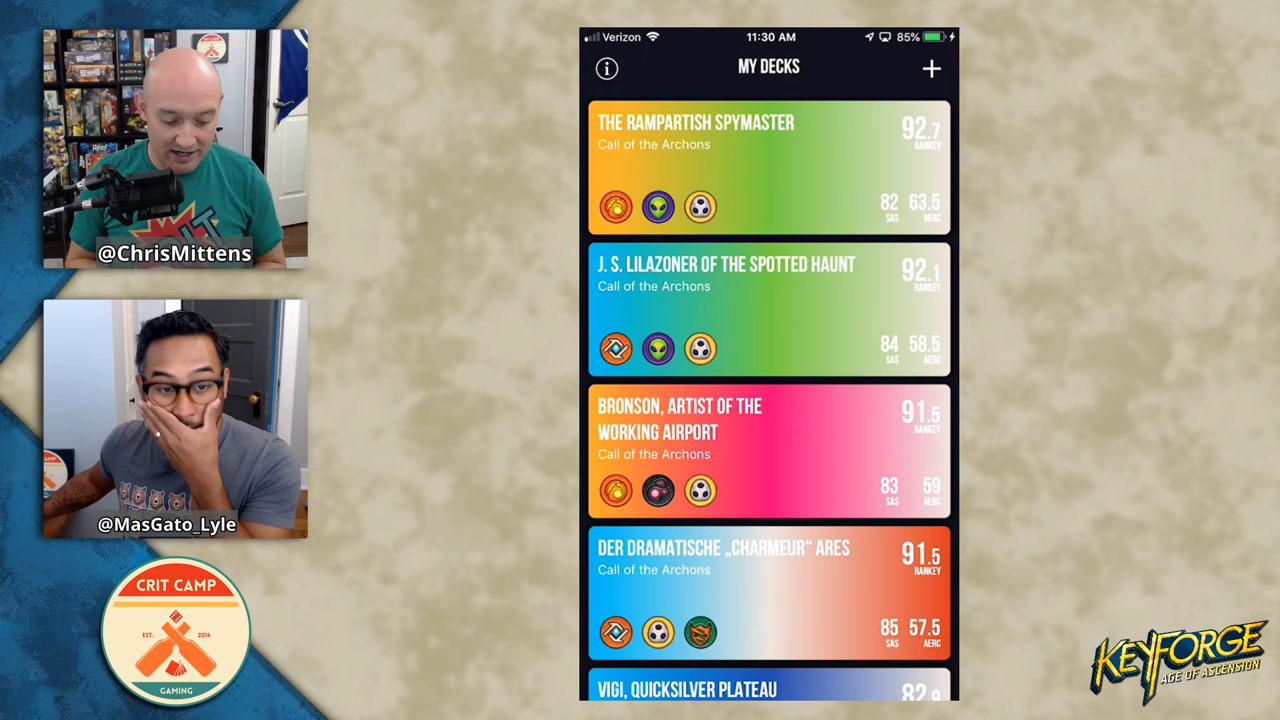 @ChrisMittens
@MasGato_Lyle
CRIT CAMP
EST. 2014
GAMING
Verizon 11:30 AM 85%
MY DECKS
THE RAMPARTISH SPYMASTER
Call of the Archons
92.7
RANKEY
82 63.5
SAS AERC
J. S. LILAZONER OF THE SPOTTED HAUNT
Call of the Archons
92.1
RANKEY
84 58.5
SAS AERC
BRONSON, ARTIST OF THE
WORKING AIRPORT
Call of the Archons
91.5
RANKEY
83 59
SAS AERC
DER DRAMATISCHE „CHARMEUR“ ARES
Call of the Archons
91.5
RANKEY
85 57.5
SAS AERC
VIGI, QUICKSILVER PLATEAU
82.9
KEYFORGE
AGE OF ASCENSION